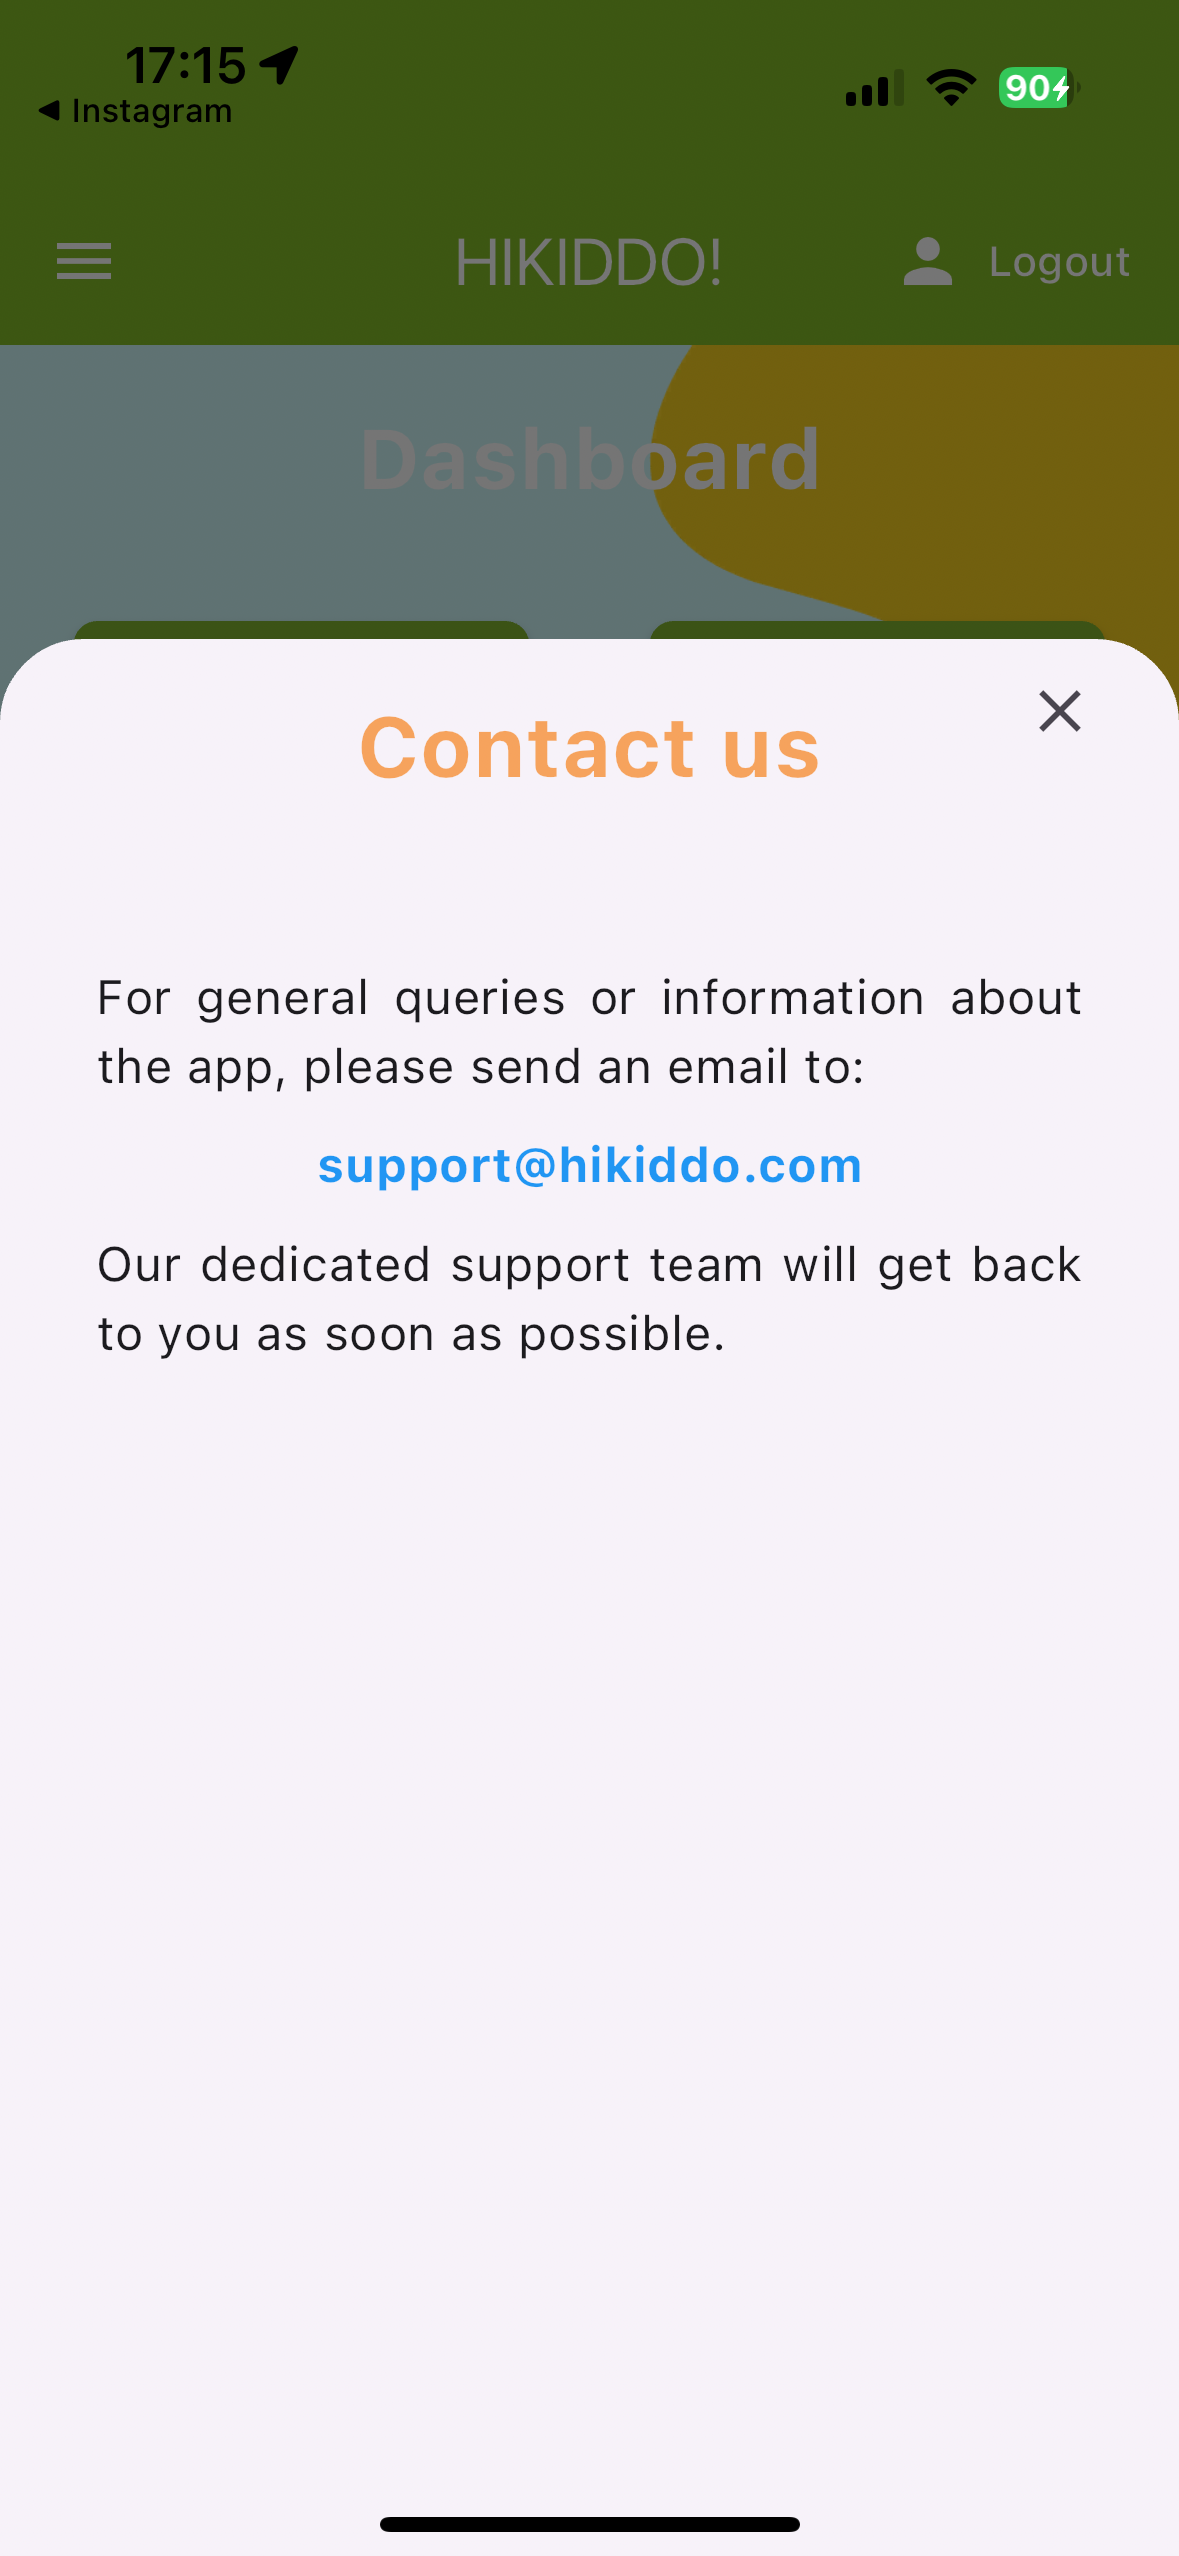 17:15
Instagram
90
HIKIDDO!
Logout
Dashboard
Contact us
For general queries or information about
the app, please send an email to:
support@hikiddo.com
Our dedicated support team will get back
to you as soon as possible.